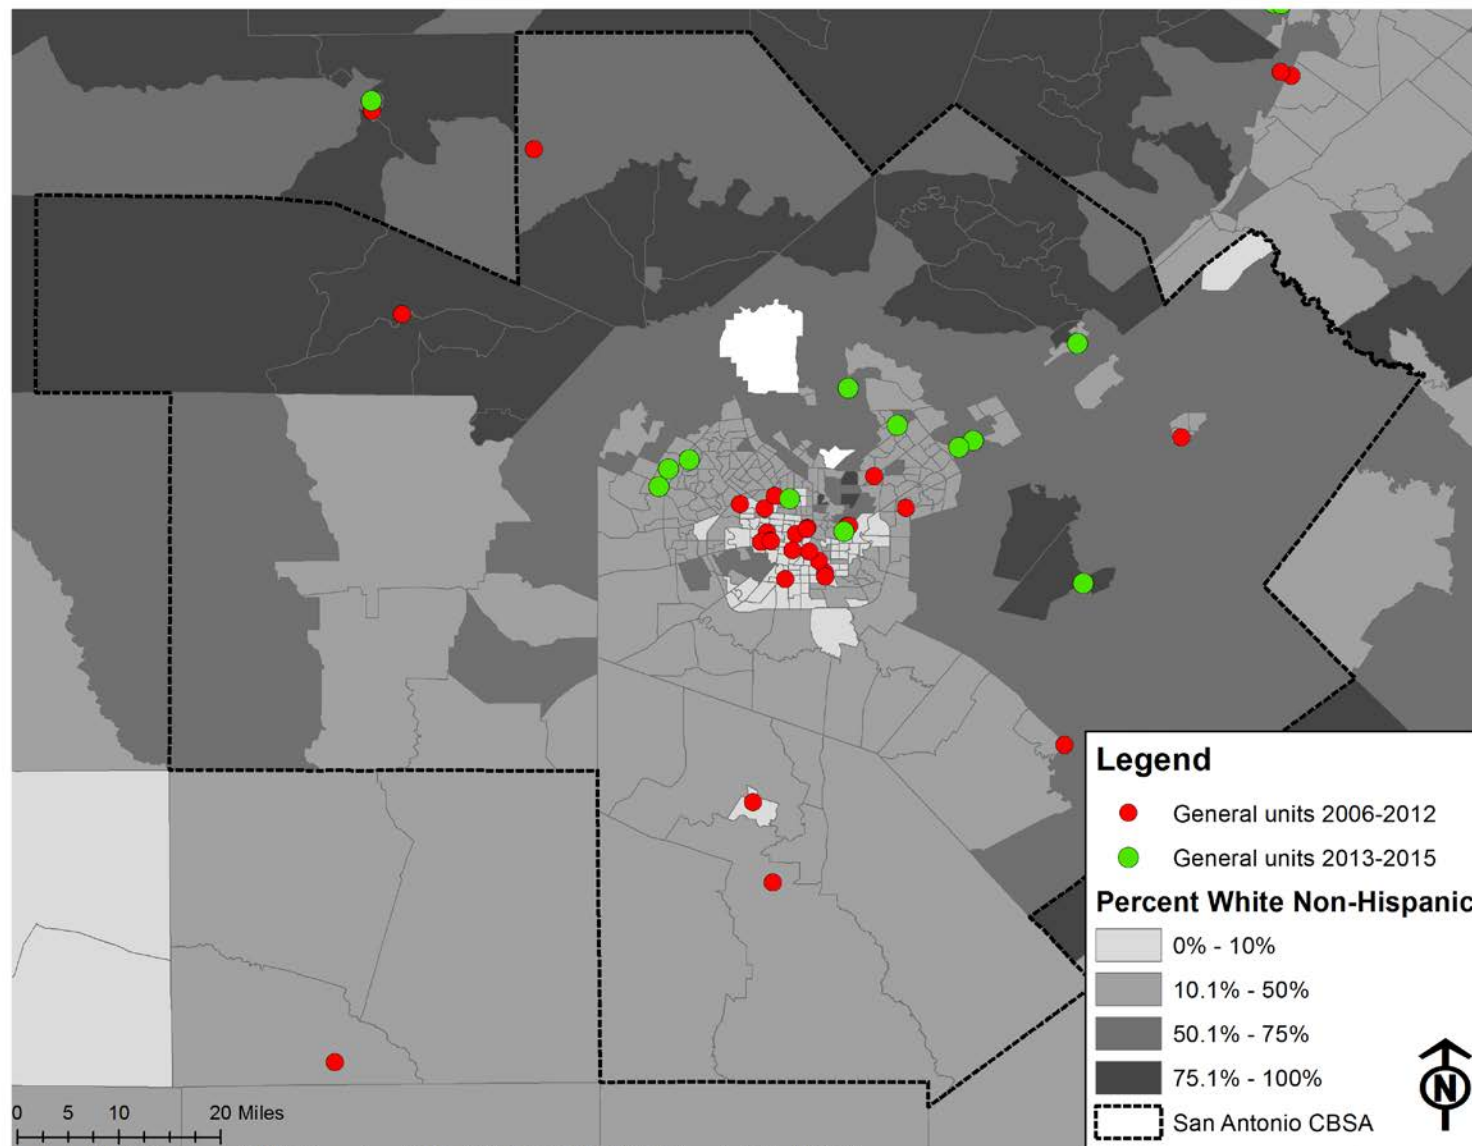 Legend
General units 2006-2012
General units 2013-2015
Percent White Non-Hispanic
0% - 10%
10.1% - 50%
50.1% - 75%
75.1% - 100%
San Antonio CBSA
N
0 5 10 20 Miles